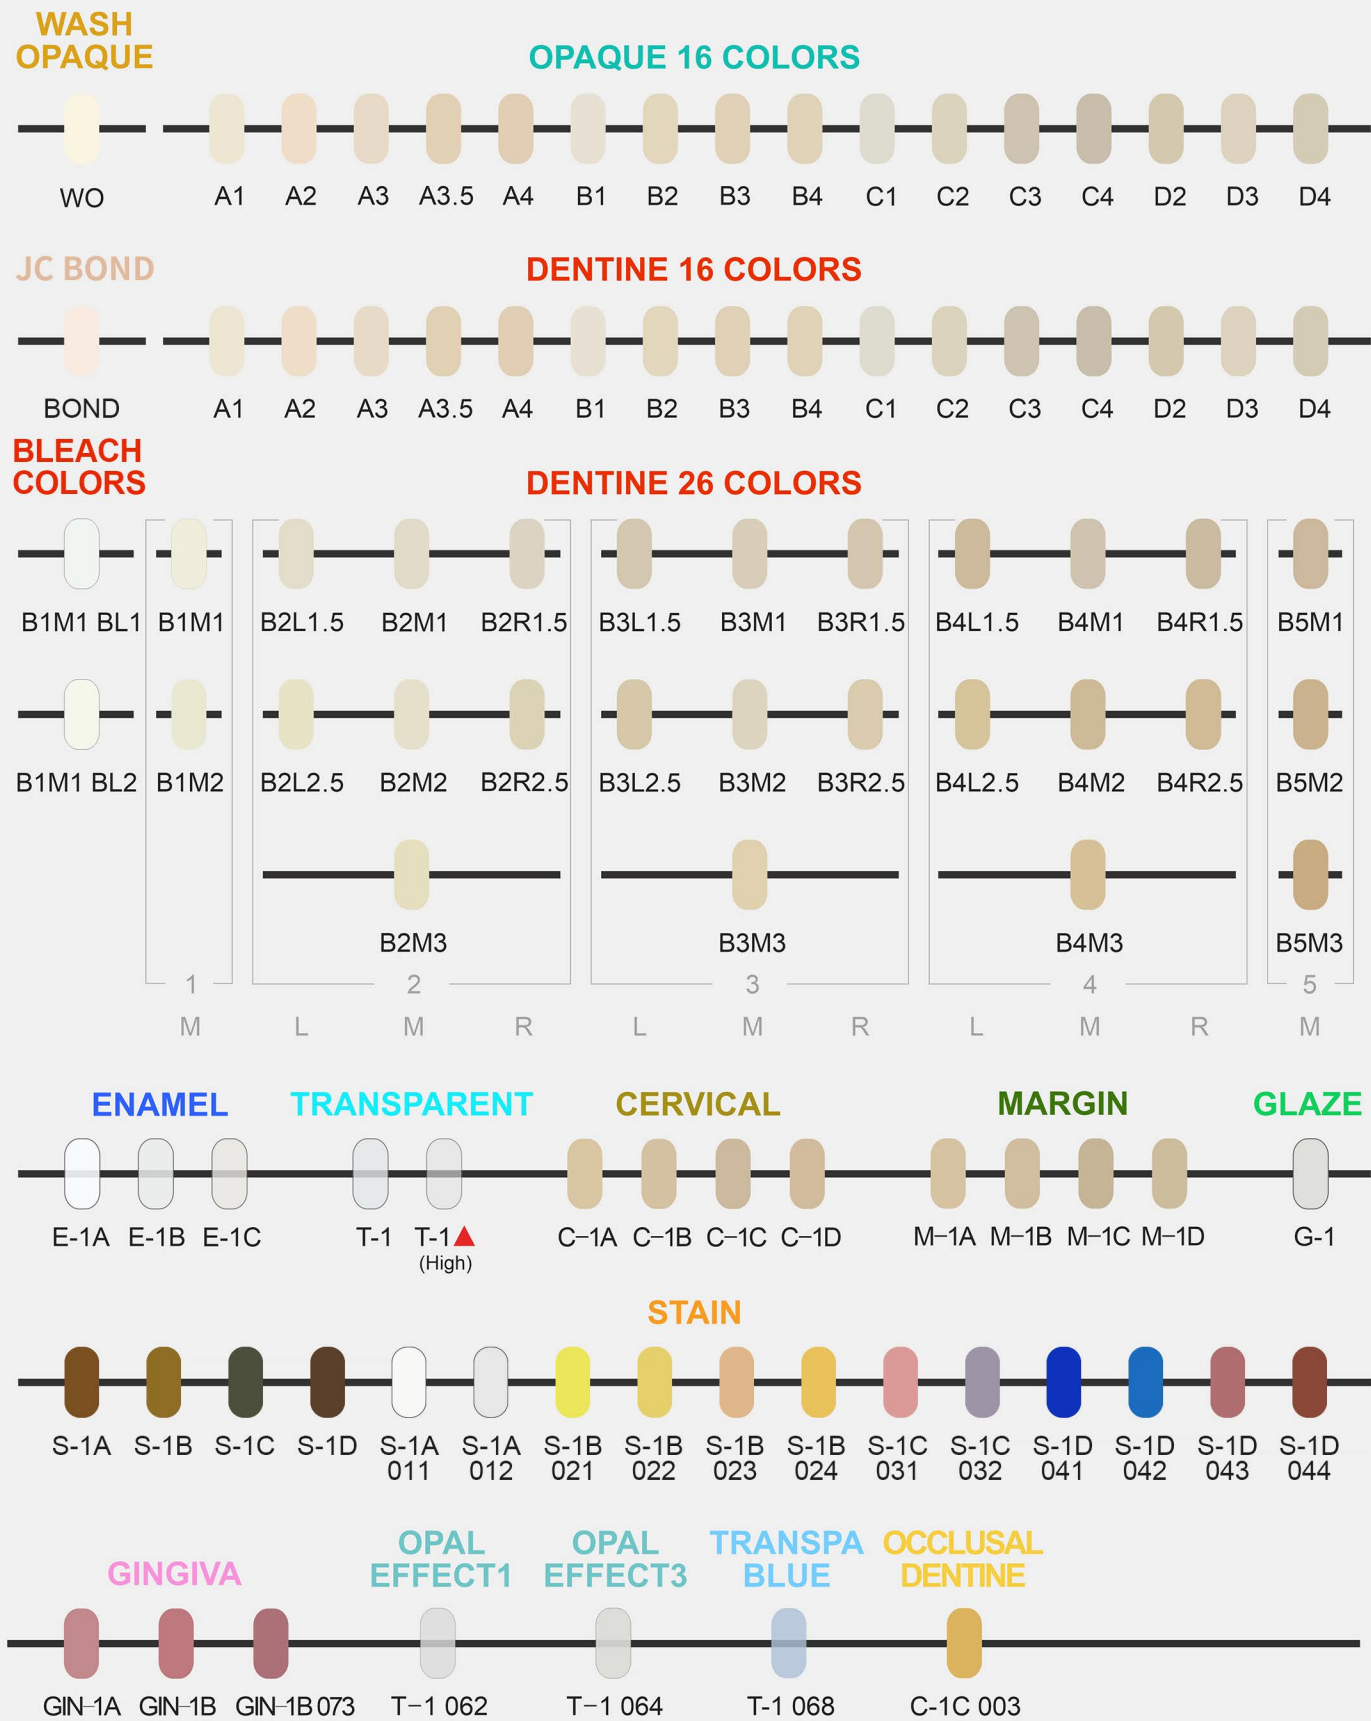 WASH
OPAQUE
OPAQUE 16 COLORS
WO A1 A2 A3 A3.5 A4 B1 B2 B3 B4 C1 C2 C3 C4 D2 D3 D4
JC BOND DENTINE 16 COLORS
BOND A1 A2 A3 A3.5 A4 B1 B2 B3 B4 C1 C2 C3 C4 D2 D3 D4
BLEACH
COLORS DENTINE 26 COLORS
B1M1 BL1 B1M1 B2L1.5 B2M1 B2R1.5 B3L1.5 B3M1 B3R1.5 B4L1.5 B4M1 B4R1.5 B5M1
B1M1 BL2 B1M2 B2L2.5 B2M2 B2R2.5 B3L2.5 B3M2 B3R2.5 B4L2.5 B4M2 B4R2.5 B5M2
B2M3 B3M3 B4M3 B5M3
1 2 3 4 5
M L M R L M R L M R M
ENAMEL TRANSPARENT CERVICAL MARGIN GLAZE
E-1A E-1B E-1C T-1 T-1▲ C-1A C-1B C-1C C-1D M-1A M-1B M-1C M-1D G-1
(High)
STAIN
S-1A S-1B S-1C S-1D S-1A S-1A S-1B S-1B S-1B S-1B S-1C S-1C S-1D S-1D S-1D S-1D
011 012 021 022 023 024 031 032 041 042 043 044
GINGIVA
OPAL
EFFECT1
OPAL
EFFECT3
TRANSPA
BLUE
OCCLUSAL
DENTINE
GIN-1A GIN-1B GIN-1B 073 T-1 062 T-1 064 T-1 068 C-1C 003